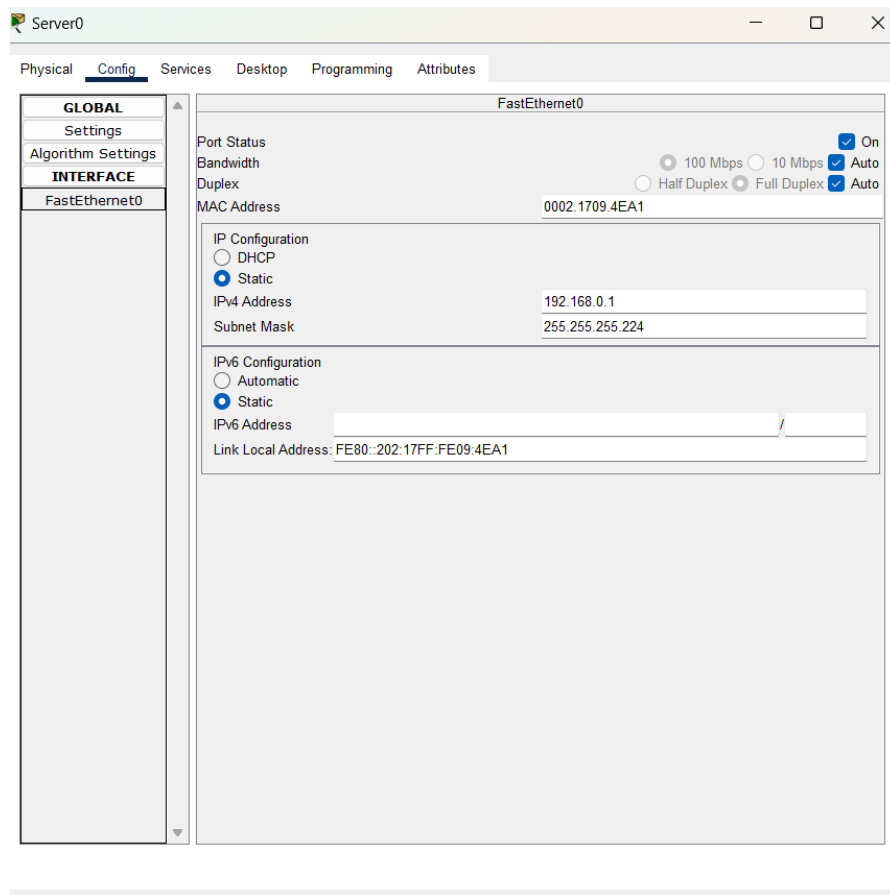 Server0
Physical Config Services Desktop Programming Attributes
GLOBAL
Settings
Algorithm Settings
INTERFACE
FastEthernet0
FastEthernet0
Port Status On
Bandwidth 100 Mbps 10 Mbps Auto
Duplex Half Duplex Full Duplex Auto
MAC Address 0002.1709.4EA1
IP Configuration
DHCP
Static
IPv4 Address 192.168.0.1
Subnet Mask 255.255.255.224
IPv6 Configuration
Automatic
Static
IPv6 Address /
Link Local Address: FE80::202:17FF:FE09:4EA1